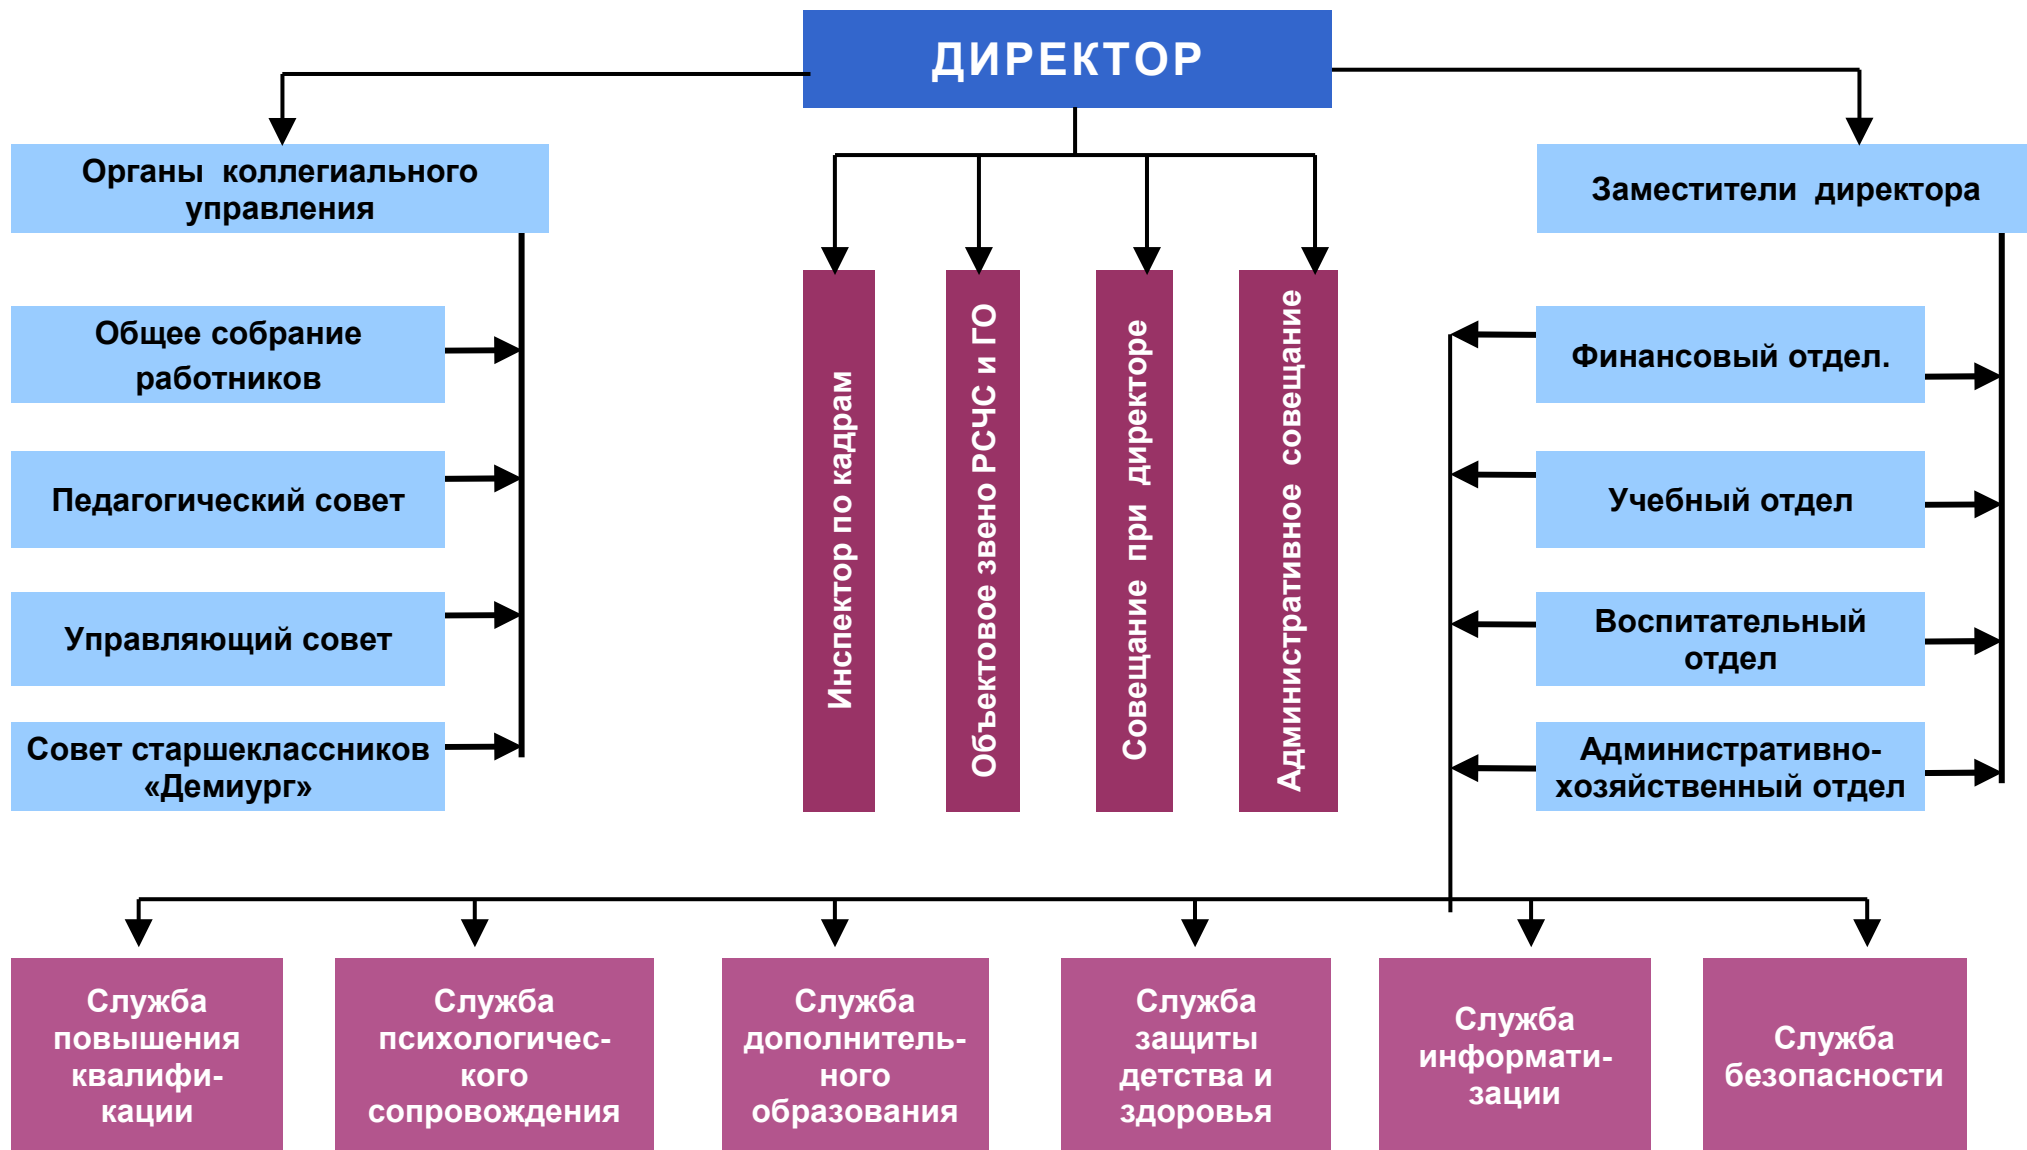 ДИРЕКТОР
Органы коллегиального
управления
Заместители директора
Общее собрание
работников
Педагогический совет
Управляющий совет
Совет старшеклассников
«Демиург»
Инспектор по кадрам
Объектовое звено РСЧС и ГО
Совещание при директоре
Административное совещание
Финансовый отдел.
Учебный отдел
Воспитательный
отдел
Административно-
хозяйственный отдел
Служба
повышения
квалифи-
кации
Служба
психологичес-
кого
сопровождения
Служба
дополнитель-
ного
образования
Служба
защиты
детства и
здоровья
Служба
информати-
зации
Служба
безопасности